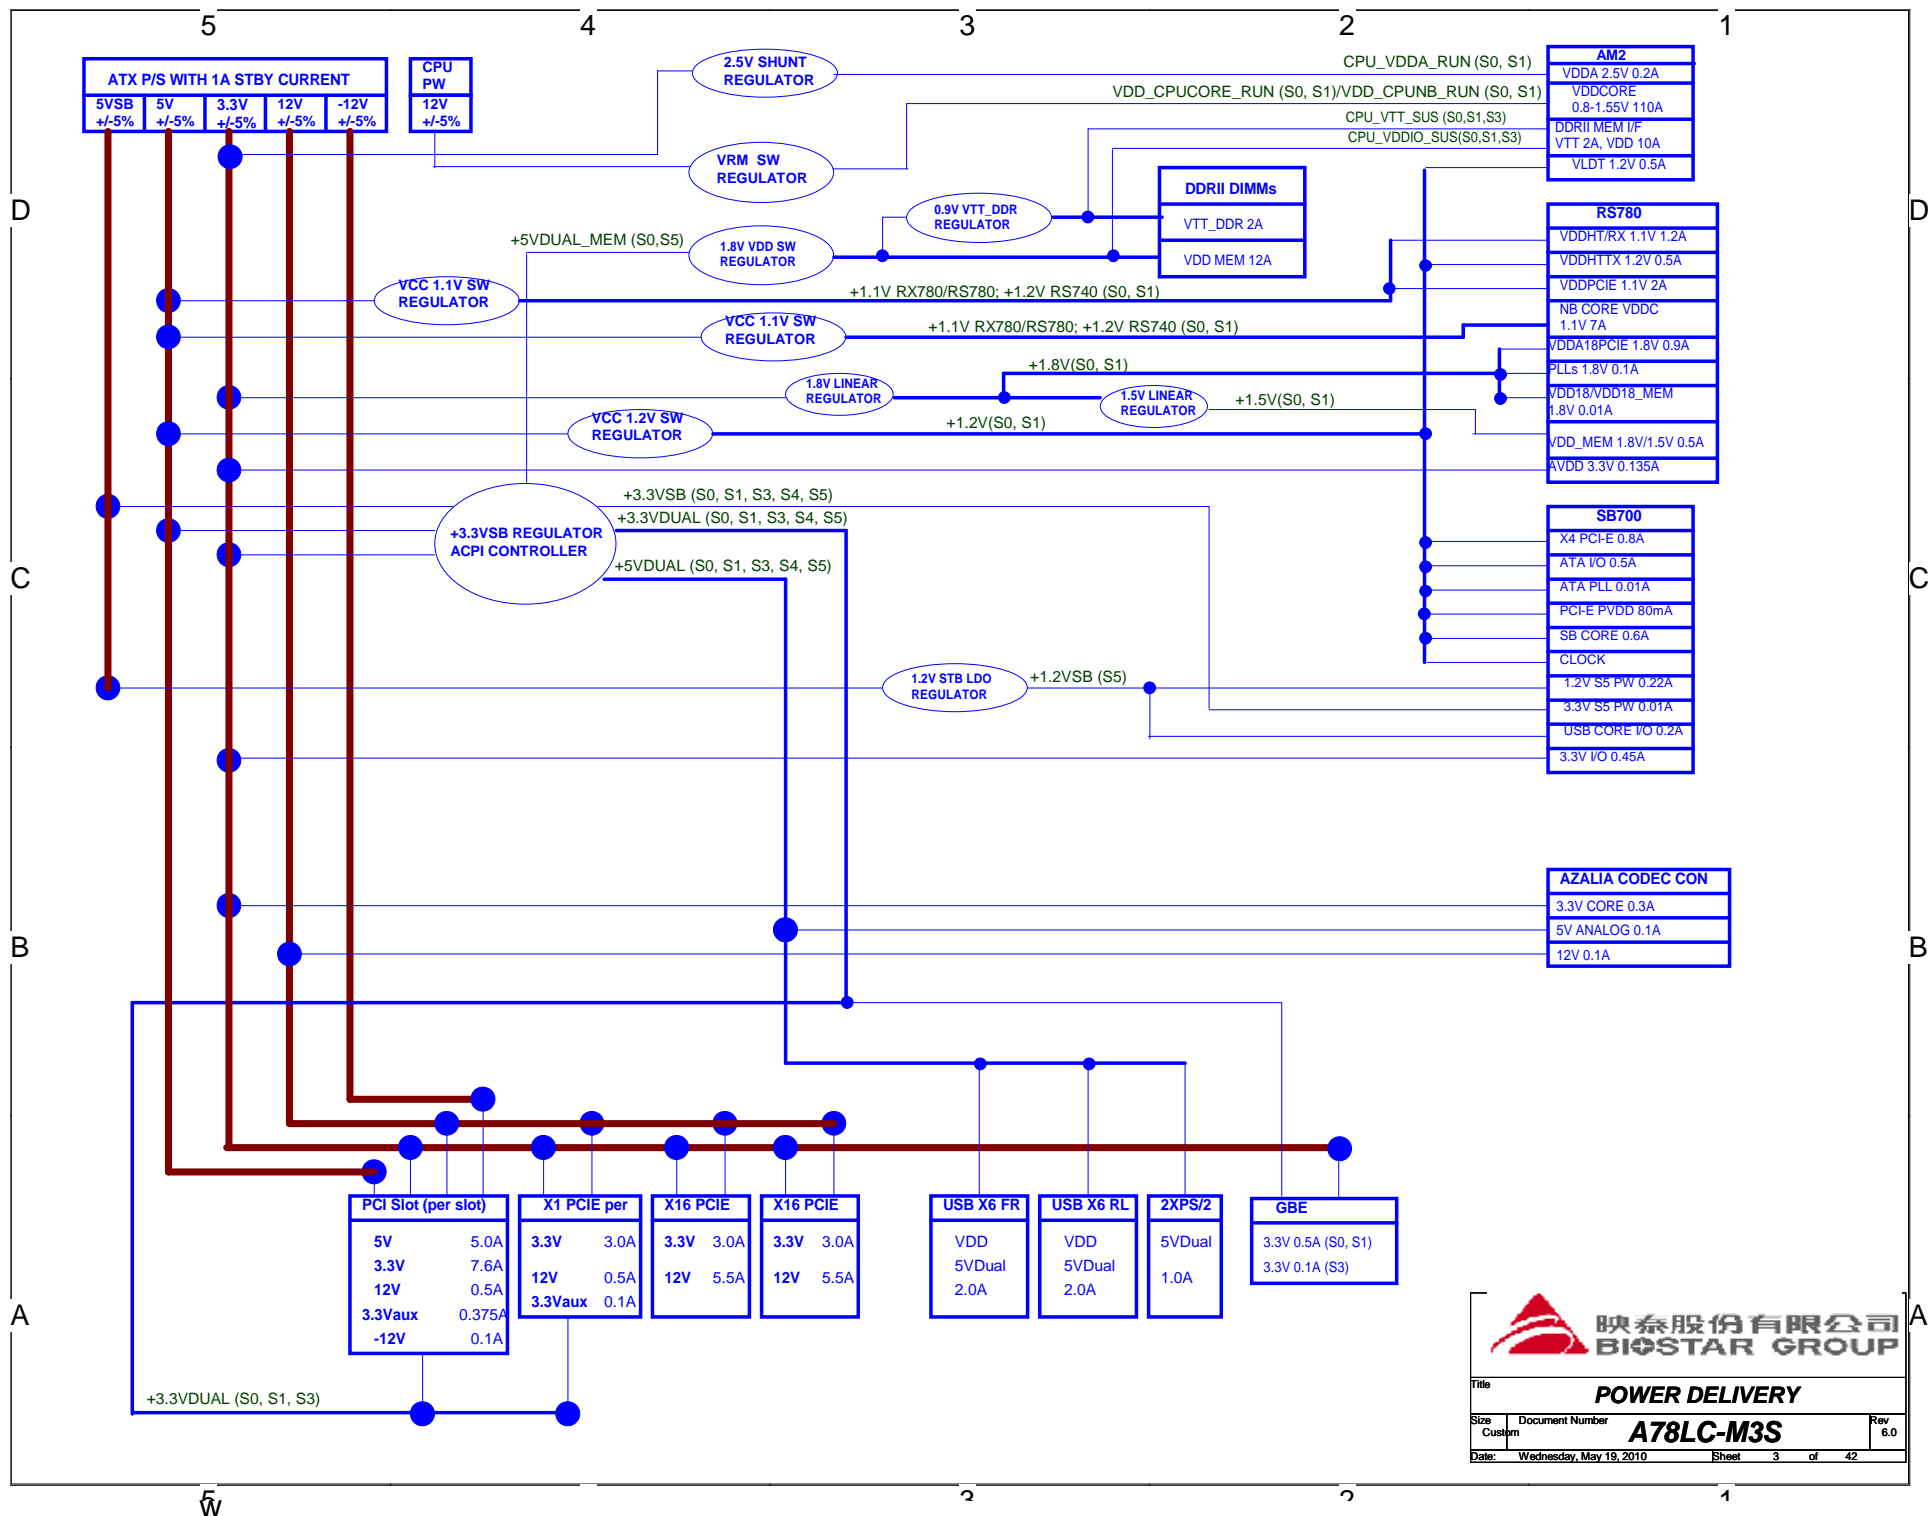 5 4 3 2 1
ATX P/S WITH 1A STBY CURRENT
5VSB 5V 3.3V 12V -12V
+/-5% +/-5% +/-5% +/-5% +/-5%
CPU
PW
12V
+/-5%
2.5V SHUNT
REGULATOR
CPU_VDDA_RUN (S0, S1)
VDD_CPUCORE_RUN (S0, S1)/VDD_CPUNB_RUN (S0, S1)
CPU_VTT_SUS (S0,S1,S3)
CPU_VDDIO_SUS(S0,S1,S3)
AM2
VDDA 2.5V 0.2A
VDDCORE
0.8-1.55V 110A
DDRII MEM I/F
VTT 2A, VDD 10A
VLDT 1.2V 0.5A
VRM SW
REGULATOR
D
D
0.9V VTT_DDR
REGULATOR
DDRII DIMMs
VTT_DDR 2A
VDD MEM 12A
+5VDUAL_MEM (S0,S5)
1.8V VDD SW
REGULATOR
RS780
VDDHT/RX 1.1V 1.2A
VDDHTTX 1.2V 0.5A
VDDPCIE 1.1V 2A
NB CORE VDDC
1.1V 7A
VDDA18PCIE 1.8V 0.9A
PLLs 1.8V 0.1A
VDD18/VDD18_MEM
1.8V 0.01A
VDD_MEM 1.8V/1.5V 0.5A
AVDD 3.3V 0.135A
VCC 1.1V SW
REGULATOR
+1.1V RX780/RS780; +1.2V RS740 (S0, S1)
VCC 1.1V SW
REGULATOR
+1.1V RX780/RS780; +1.2V RS740 (S0, S1)
+1.8V(S0, S1)
1.8V LINEAR
REGULATOR
1.5V LINEAR
REGULATOR
+1.5V(S0, S1)
VCC 1.2V SW
REGULATOR
+1.2V(S0, S1)
+3.3VSB REGULATOR
ACPI CONTROLLER
+3.3VSB (S0, S1, S3, S4, S5)
+3.3VDUAL (S0, S1, S3, S4, S5)
+5VDUAL (S0, S1, S3, S4, S5)
C
C
SB700
X4 PCI-E 0.8A
ATA I/O 0.5A
ATA PLL 0.01A
PCI-E PVDD 80mA
SB CORE 0.6A
CLOCK
1.2V S5 PW 0.22A
3.3V S5 PW 0.01A
USB CORE I/O 0.2A
3.3V I/O 0.45A
1.2V STB LDO
REGULATOR
+1.2VSB (S5)
AZALIA CODEC CON
3.3V CORE 0.3A
5V ANALOG 0.1A
12V 0.1A
B
B
PCI Slot (per slot)
5V 5.0A
3.3V 7.6A
12V 0.5A
3.3Vaux 0.375A
-12V 0.1A
X1 PCIE per
3.3V 3.0A
12V 0.5A
3.3Vaux 0.1A
X16 PCIE
3.3V 3.0A
12V 5.5A
X16 PCIE
3.3V 3.0A
12V 5.5A
USB X6 FR
VDD
5VDual
2.0A
USB X6 RL
VDD
5VDual
2.0A
2XPS/2
5VDual
1.0A
GBE
3.3V 0.5A (S0, S1)
3.3V 0.1A (S3)
A
A
+3.3VDUAL (S0, S1, S3)
映泰股份有限公司
BIOSTAR GROUP
Title
POWER DELIVERY
Size Document Number Rev
Custom A78LC-M3S 6.0
Date: Wednesday, May 19, 2010 Sheet 3 of 42
5 3 2 1
W